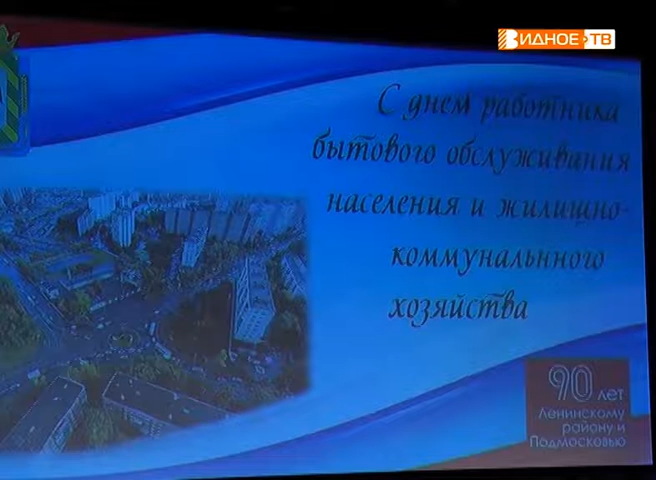 ВИДНОЕ ТВ
С днем работника
бытового обслуживания
населения и жилищно-
коммунальнного
хозяйства
90 лет
Ленинскому
району и
Подмосковью